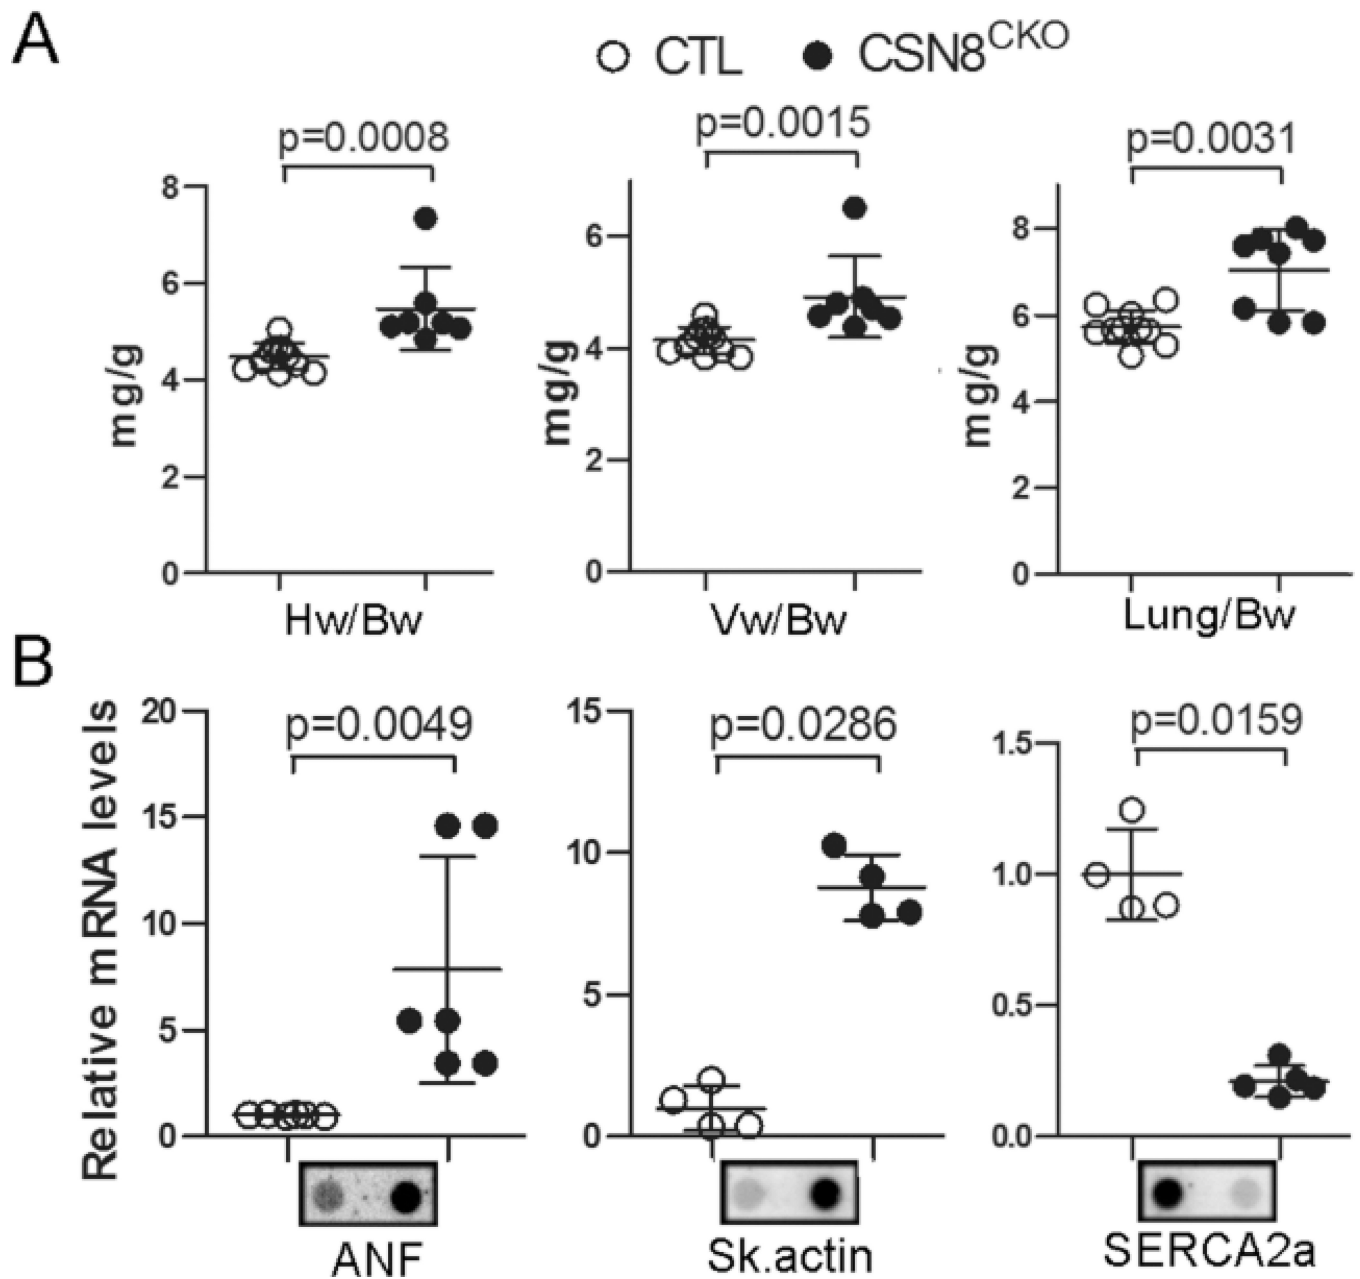 A
CTL CSN8CKO
p=0.0008
mg/g
8
6
4
2
0
Hw/Bw
p=0.0015
mg/g
6
4
2
0
Vw/Bw
p=0.0031
mg/g
8
6
4
2
0
Lung/Bw
B
Relative mRNA levels
p=0.0049
20
15
10
5
0
ANF
p=0.0286
15
10
5
0
Sk.actin
p=0.0159
1.5
1.0
0.5
0.0
SERCA2a